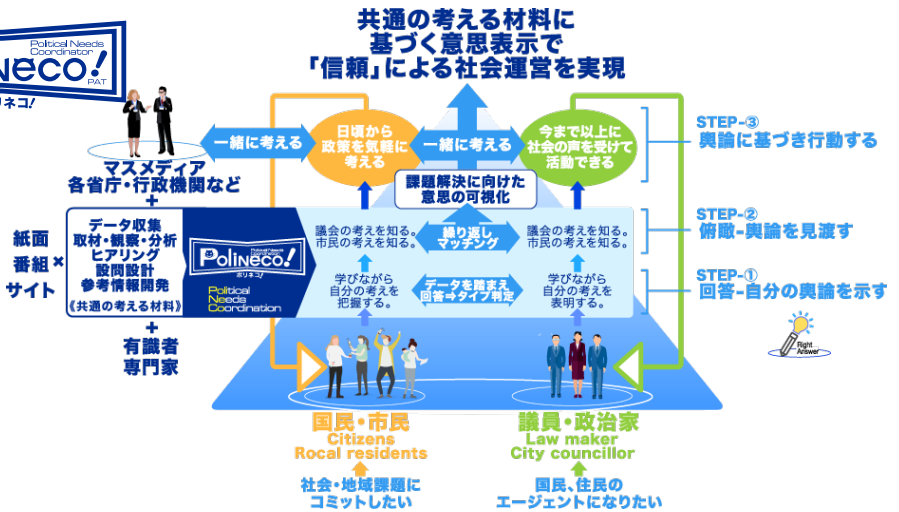 共通の考える材料に
基づく意思表示で
「信頼」による社会運営を実現
Political Needs
Coordinator
neco!
PAT
リネコ!
一緒に考える
日頃から
政策を気軽に
考える
一緒に考える
今まで以上に
社会の声を受けて
活動できる
STEP-③
輿論に基づき行動する
マスメディア
各省庁・行政機関など
+
課題解決に向けた
意思の可視化
紙面
番組
サイト
×
データ収集
取材・観察・分析
ヒアリング
設問設計
参考情報開発
《共通の考える材料》
Political Needs
Coordinator
PoliNeco!
ポリネコ!
Political
Needs
Coordination
議会の考えを知る。
市民の考えを知る。
繰り返し
マッチング
議会の考えを知る。
市民の考えを知る。
STEP-②
俯瞰-輿論を見渡す
学びながら
自分の考えを
把握する。
データを踏まえ
回答⇒タイプ判定
学びながら
自分の考えを
表明する。
STEP-①
回答-自分の輿論を示す
+
有識者
専門家
Right
Answer
国民・市民
Citizens
Rocal residents
議員・政治家
Law maker
City councillor
社会・地域課題に
コミットしたい
国民、住民の
エージェントになりたい